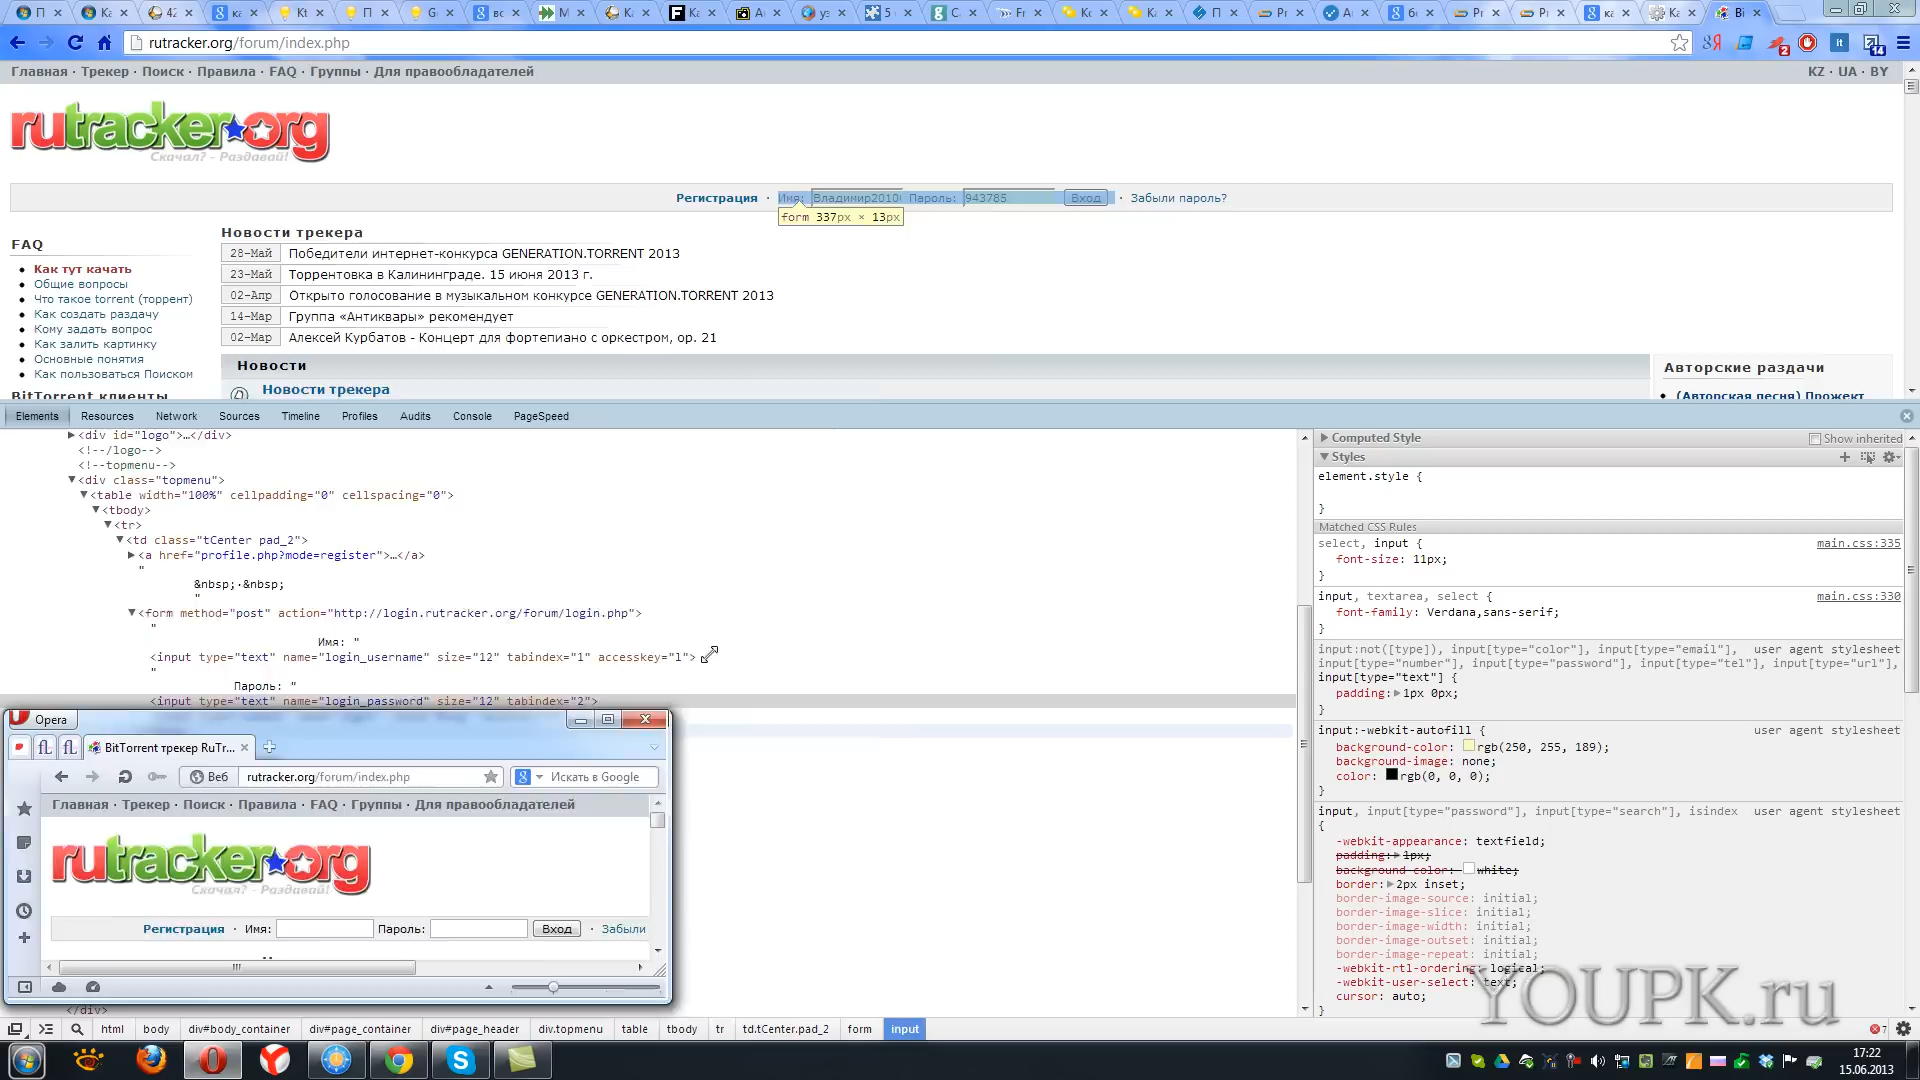 rutracker.org/forum/index.php
Главная · Трекер · Поиск · Правила · FAQ · Группы · Для правообладателей
KZ · UA · BY
rutracker.org
Скачал? - Раздавай!
Регистрация · Имя: Владимир2010 Пароль: 943785 Вход · Забыли пароль?
form 337px × 13px
FAQ
Как тут качать
Общие вопросы
Что такое torrent (торрент)
Как создать раздачу
Кому задать вопрос
Как залить картинку
Основные понятия
Как пользоваться Поиском
BitTorrent клиенты
Новости трекера
28-Май Победители интернет-конкурса GENERATION.TORRENT 2013
23-Май Торрентовка в Калининграде. 15 июня 2013 г.
02-Апр Открыто голосование в музыкальном конкурсе GENERATION.TORRENT 2013
14-Мар Группа «Антиквары» рекомендует
02-Мар Алексей Курбатов - Концерт для фортепиано с оркестром, op. 21
Новости
Новости трекера
Авторские раздачи
(Авторская песня) Прожект
Elements Resources Network Sources Timeline Profiles Audits Console PageSpeed
<div id="logo">…</div>
<!--/logo-->
<!--topmenu-->
<div class="topmenu">
<table width="100%" cellpadding="0" cellspacing="0">
<tbody>
<tr>
<td class="tCenter pad_2">
<a href="profile.php?mode=register">…</a>
"
&nbsp;·&nbsp;
"
<form method="post" action="http://login.rutracker.org/forum/login.php">
"
Имя: "
<input type="text" name="login_username" size="12" tabindex="1" accesskey="l">
"
Пароль: "
<input type="text" name="login_password" size="12" tabindex="2">
</div>
Computed Style Show inherited
Styles
element.style {
}
Matched CSS Rules
select, input { main.css:335
font-size: 11px;
}
input, textarea, select { main.css:330
font-family: Verdana,sans-serif;
}
input:not([type]), input[type="color"], input[type="email"], user agent stylesheet
input[type="number"], input[type="password"], input[type="tel"], input[type="url"],
input[type="text"] {
padding: 1px 0px;
}
input:-webkit-autofill { user agent stylesheet
background-color: rgb(250, 255, 189);
background-image: none;
color: rgb(0, 0, 0);
}
input, input[type="password"], input[type="search"], isindex user agent stylesheet
{
-webkit-appearance: textfield;
padding: 1px;
background-color: white;
border: 2px inset;
border-image-source: initial;
border-image-slice: initial;
border-image-width: initial;
border-image-outset: initial;
border-image-repeat: initial;
-webkit-rtl-ordering: logical;
-webkit-user-select: text;
cursor: auto;
}
Opera
BitTorrent трекер RuTr...
Веб rutracker.org/forum/index.php Искать в Google
Главная · Трекер · Поиск · Правила · FAQ · Группы · Для правообладателей
rutracker.org
Скачал? - Раздавай!
Регистрация · Имя: Пароль: Вход · Забыли
YOUPK.ru
html body div#body_container div#page_container div#page_header div.topmenu table tbody tr td.tCenter pad_2 form input
7
17:22
15.06.2013